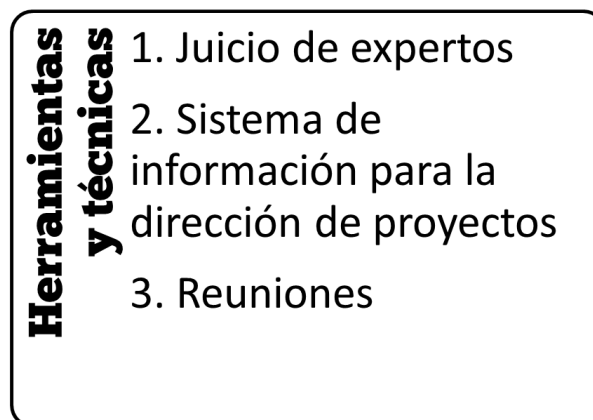 Herramientas
y técnicas
1. Juicio de expertos
2. Sistema de
información para la
dirección de proyectos
3. Reuniones